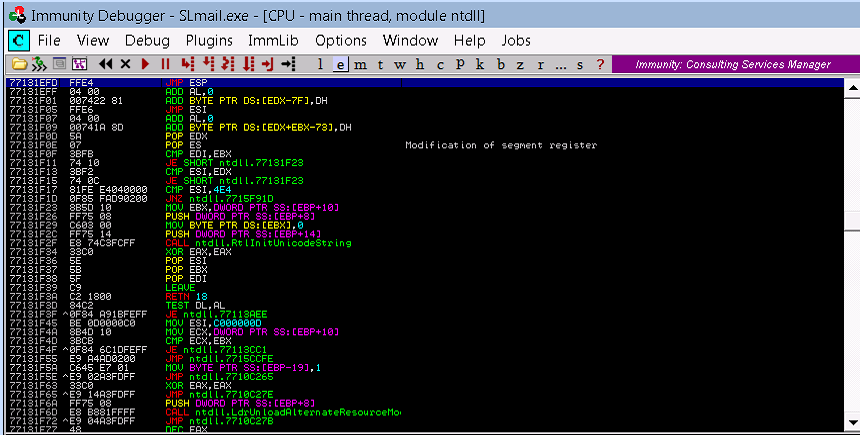 Immunity Debugger - SLmail.exe - [CPU - main thread, module ntdll]
C File View Debug Plugins ImmLib Options Window Help Jobs
l e m t w h c p k b z r ... s ? Immunity: Consulting Services Manager
77131EFD FFE4 JMP ESP
77131EFF 04 00 ADD AL,0
77131F01 007422 81 ADD BYTE PTR DS:[EDX-7F],DH
77131F05 FFE6 JMP ESI
77131F07 04 00 ADD AL,0
77131F09 00741A 8D ADD BYTE PTR DS:[EDX+EBX-73],DH
77131F0D 5A POP EDX
77131F0E 07 POP ES Modification of segment register
77131F0F 3BFB CMP EDI,EBX
77131F11 74 10 JE SHORT ntdll.77131F23
77131F13 3BF2 CMP ESI,EDX
77131F15 74 0C JE SHORT ntdll.77131F23
77131F17 81FE E4040000 CMP ESI,4E4
77131F1D 0F85 FAD90200 JNZ ntdll.7715F91D
77131F23 8B5D 10 MOV EBX,DWORD PTR SS:[EBP+10]
77131F26 FF75 08 PUSH DWORD PTR SS:[EBP+8]
77131F29 C603 00 MOV BYTE PTR DS:[EBX],0
77131F2C FF75 14 PUSH DWORD PTR SS:[EBP+14]
77131F2F E8 74C3FCFF CALL ntdll.RtlInitUnicodeString
77131F34 33C0 XOR EAX,EAX
77131F36 5E POP ESI
77131F37 5B POP EBX
77131F38 5F POP EDI
77131F39 C9 LEAVE
77131F3A C2 1800 RETN 18
77131F3D 84C2 TEST DL,AL
77131F3F ^0F84 A91BFEFF JE ntdll.77113AEE
77131F45 BE 0D0000C0 MOV ESI,C000000D
77131F4A 8B4D 10 MOV ECX,DWORD PTR SS:[EBP+10]
77131F4D 3BCB CMP ECX,EBX
77131F4F ^0F84 6C1DFEFF JE ntdll.77113CC1
77131F55 E9 A4AD0200 JMP ntdll.7715CCFE
77131F5A C645 E7 01 MOV BYTE PTR SS:[EBP-19],1
77131F5E ^E9 02A3FDFF JMP ntdll.7710C265
77131F63 33C0 XOR EAX,EAX
77131F65 ^E9 14A3FDFF JMP ntdll.7710C27E
77131F6A FF75 08 PUSH DWORD PTR SS:[EBP+8]
77131F6D E8 B881FFFF CALL ntdll.LdrUnloadAlternateResourceMo
77131F72 ^E9 04A3FDFF JMP ntdll.7710C27B
77131F77 48 DEC EAX